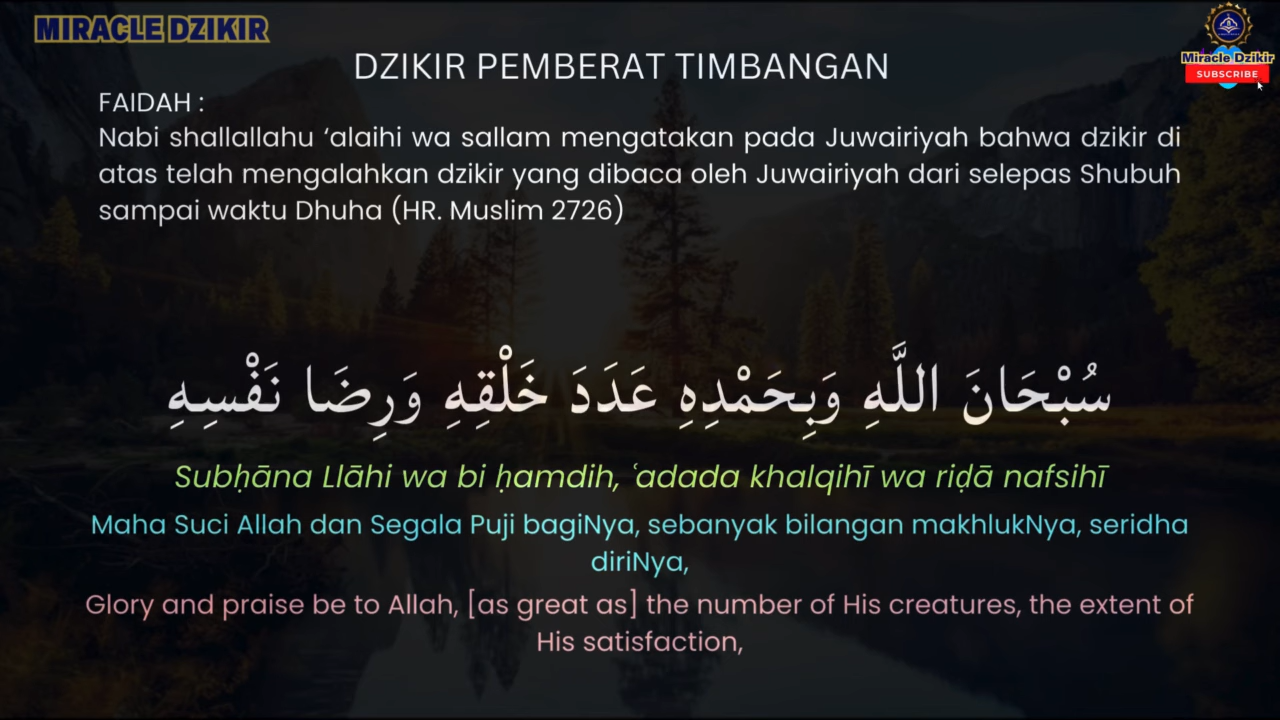 MIRACLE DZIKIR
Miracle Dzikir
SUBSCRIBE
DZIKIR PEMBERAT TIMBANGAN
FAIDAH :
Nabi shallallahu ‘alaihi wa sallam mengatakan pada Juwairiyah bahwa dzikir di
atas telah mengalahkan dzikir yang dibaca oleh Juwairiyah dari selepas Shubuh
sampai waktu Dhuha (HR. Muslim 2726)
سُبْحَانَ اللَّهِ وَبِحَمْدِهِ عَدَدَ خَلْقِهِ وَرِضَا نَفْسِهِ
Subḥāna Llāhi wa bi ḥamdih, ʿadada khalqihī wa riḍā nafsihī
Maha Suci Allah dan Segala Puji bagiNya, sebanyak bilangan makhlukNya, seridha
diriNya,
Glory and praise be to Allah, [as great as] the number of His creatures, the extent of
His satisfaction,